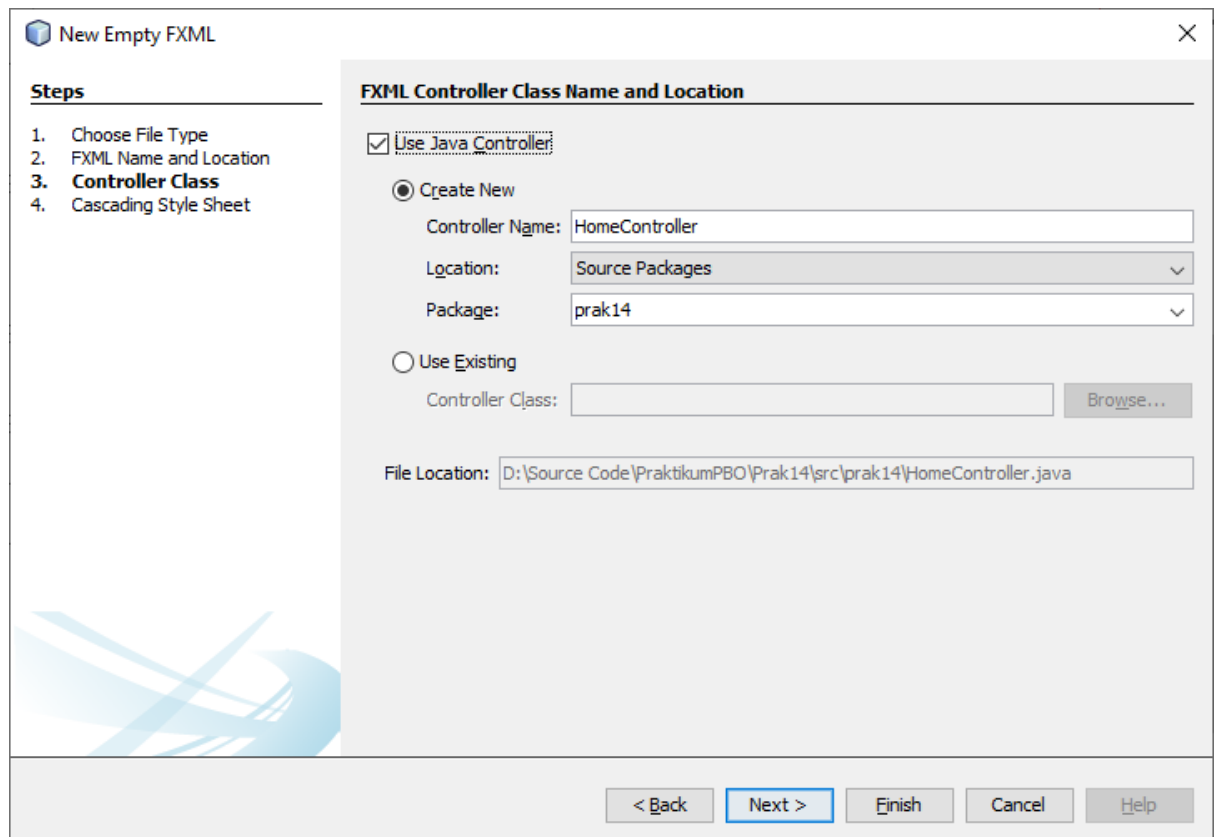 New Empty FXML
Steps
1. Choose File Type
2. FXML Name and Location
3. Controller Class
4. Cascading Style Sheet
FXML Controller Class Name and Location
Use Java Controller
Create New
Controller Name: HomeController
Location: Source Packages
Package: prak14
Use Existing
Controller Class:
Browse...
File Location: D:\Source Code\PraktikumPBO\Prak14\src\prak14\HomeController.java
< Back Next > Finish Cancel Help